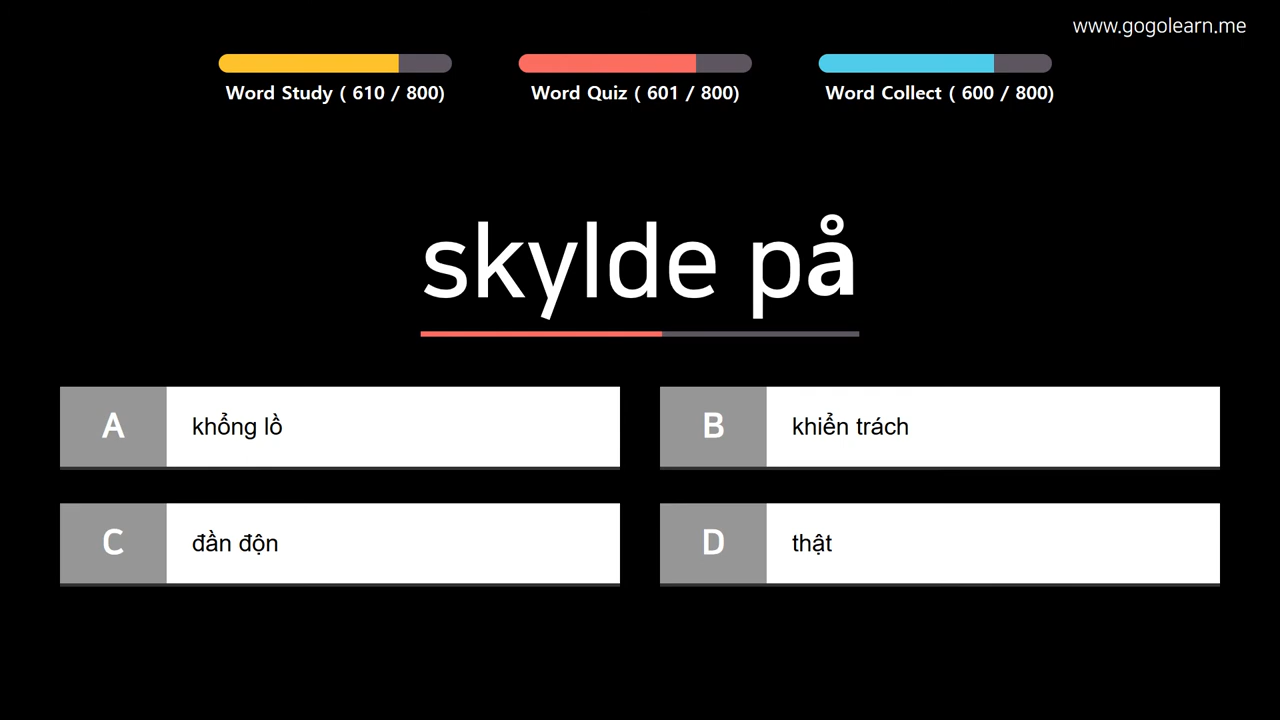 www.gogolearn.me
Word Study ( 610 / 800)
Word Quiz ( 601 / 800)
Word Collect ( 600 / 800)
skylde på
A khổng lồ
B khiển trách
C đần độn
D thật